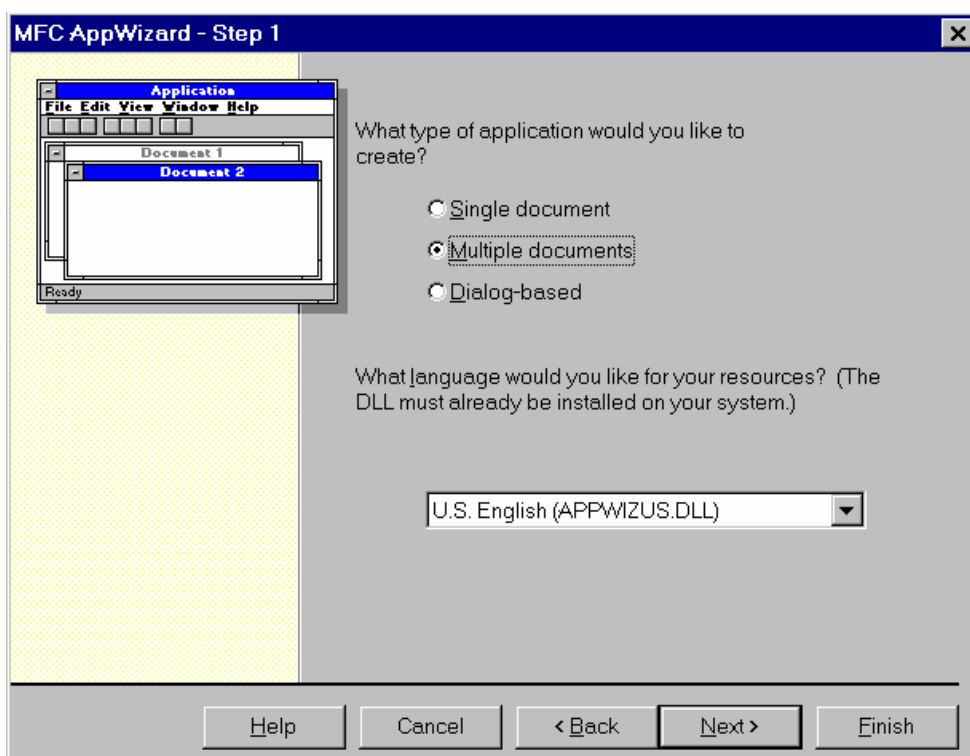 MFC AppWizard - Step 1
Application
File Edit View Window Help
Document 1
Document 2
Ready
What type of application would you like to
create?
Single document
Multiple documents
Dialog-based
What language would you like for your resources? (The
DLL must already be installed on your system.)
U.S. English (APPWIZUS.DLL)
Help
Cancel
< Back
Next >
Finish